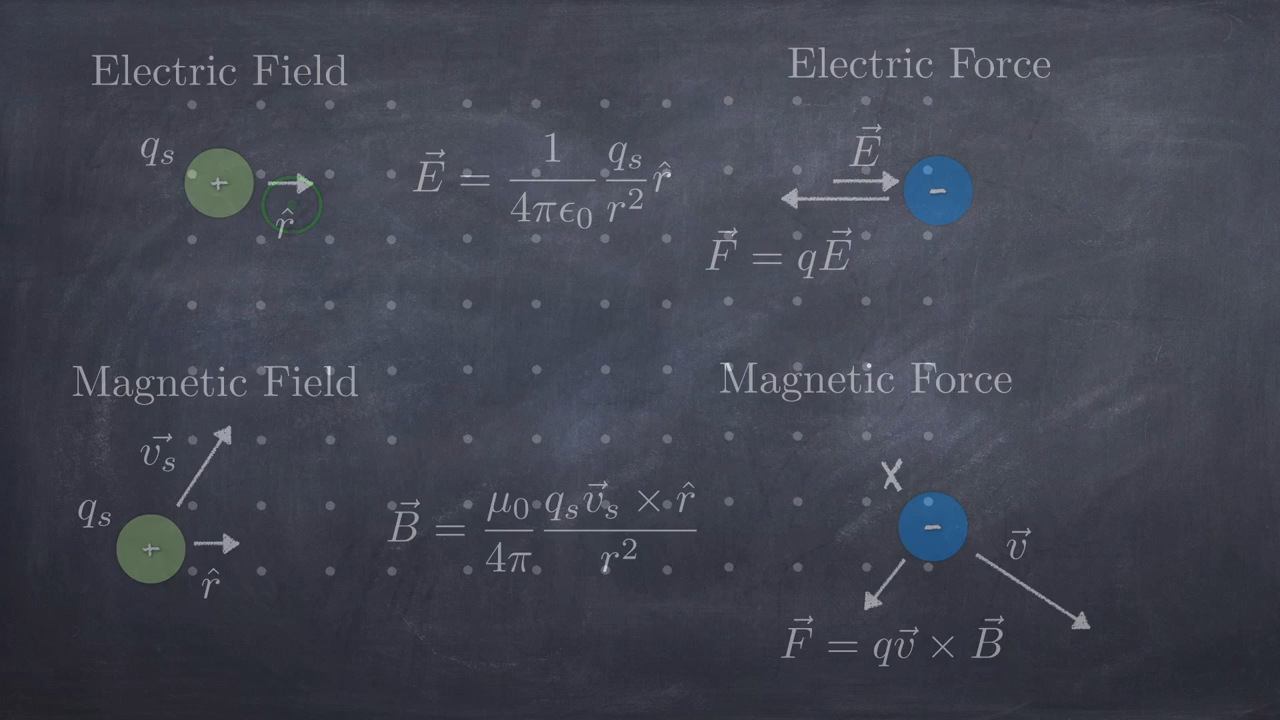 Electric Field
q_s
+
r̂
E⃗ = 1/(4πϵ₀) q_s/r² r̂
Electric Force
E⃗
-
F⃗ = qE⃗
Magnetic Field
v⃗_s
q_s
+
r̂
B⃗ = μ₀/(4π) (q_s v⃗_s × r̂)/r²
Magnetic Force
×
-
v⃗
F⃗ = qv⃗ × B⃗